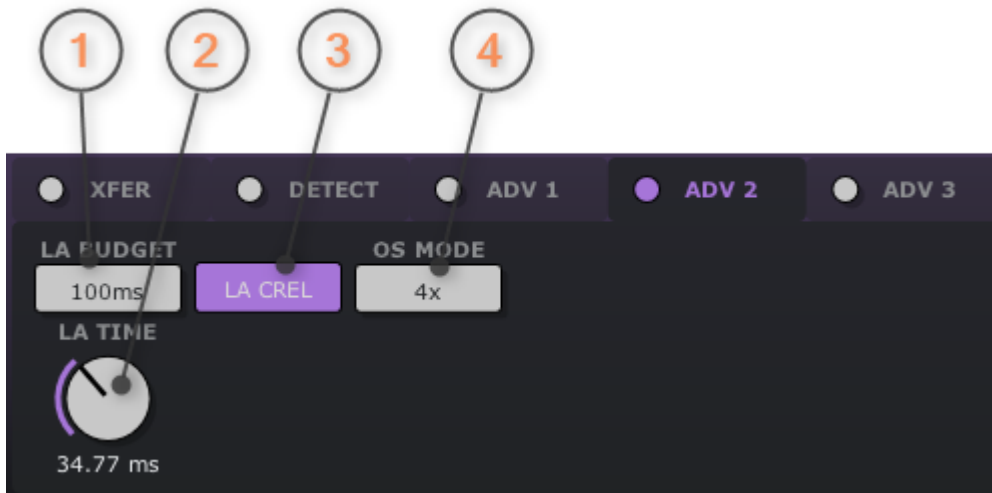 1 2 3 4
XFER DETECT ADV 1 ADV 2 ADV 3
LA BUDGET OS MODE
100ms LA CREL 4x
LA TIME
34.77 ms